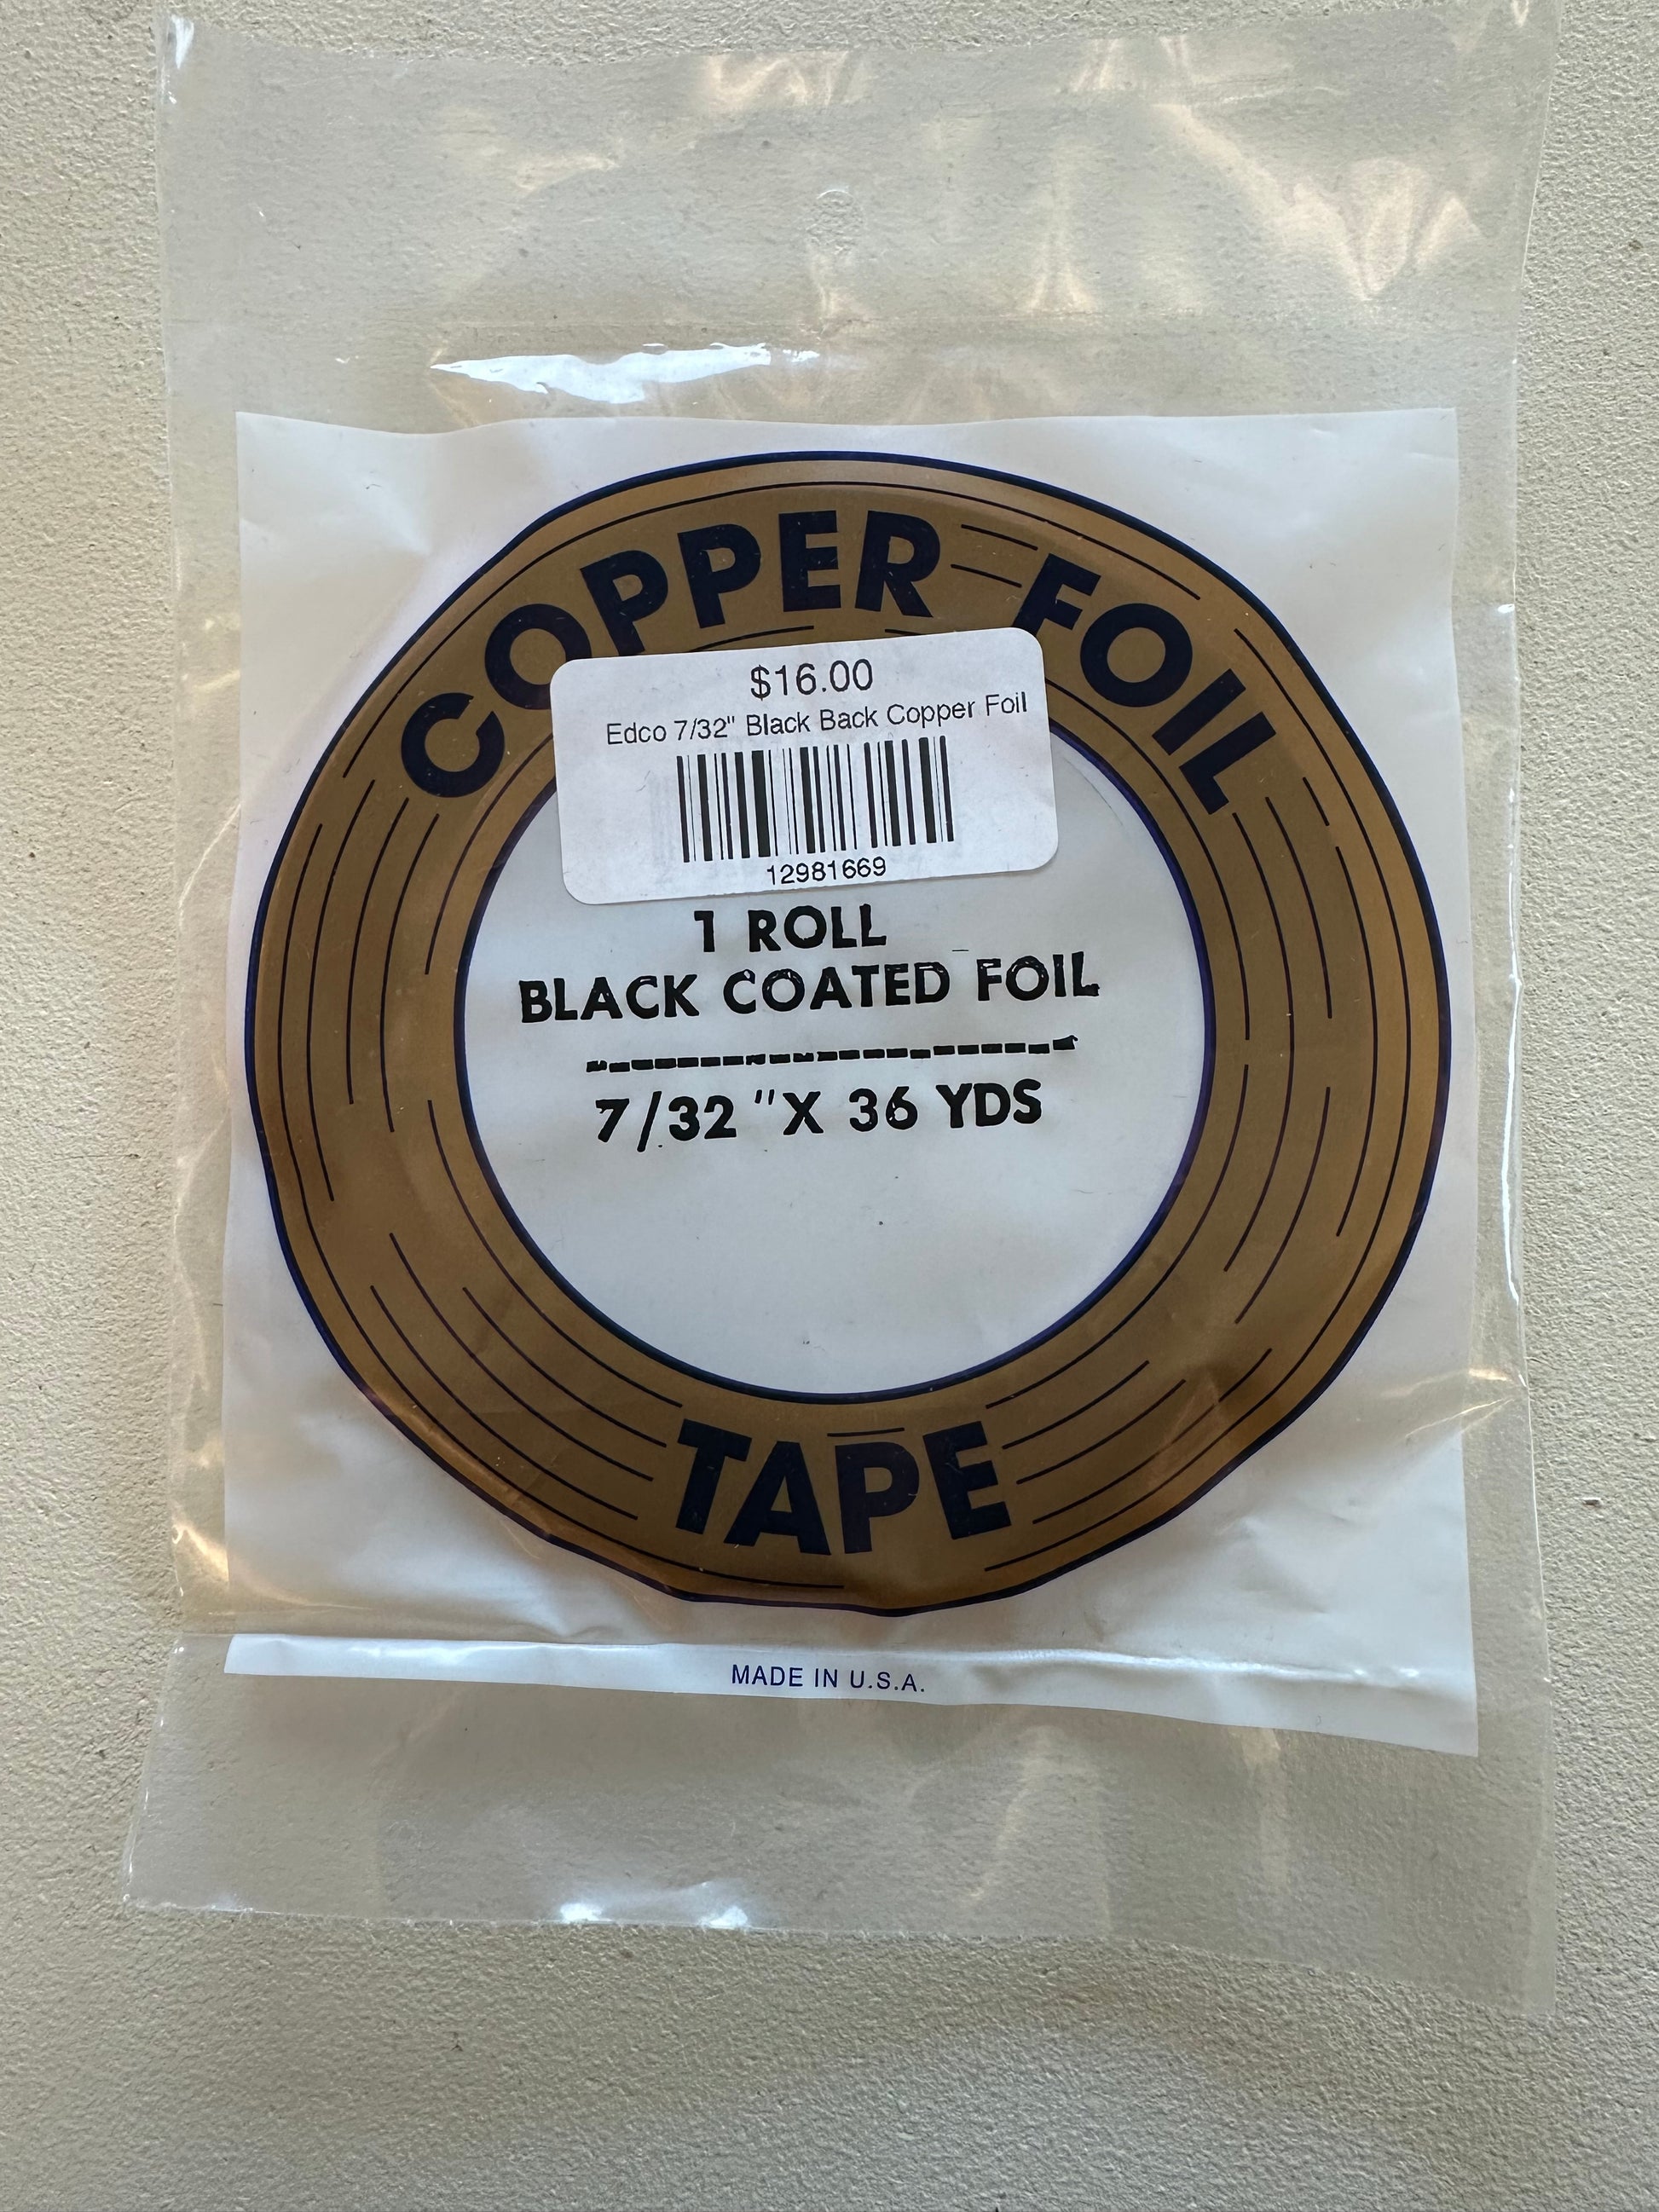 COPPER FOIL
$16.00
Edco 7/32" Black Back Copper Foil
12981669
1 ROLL
BLACK COATED FOIL
7/32 "X 36 YDS
TAPE
MADE IN U.S.A.